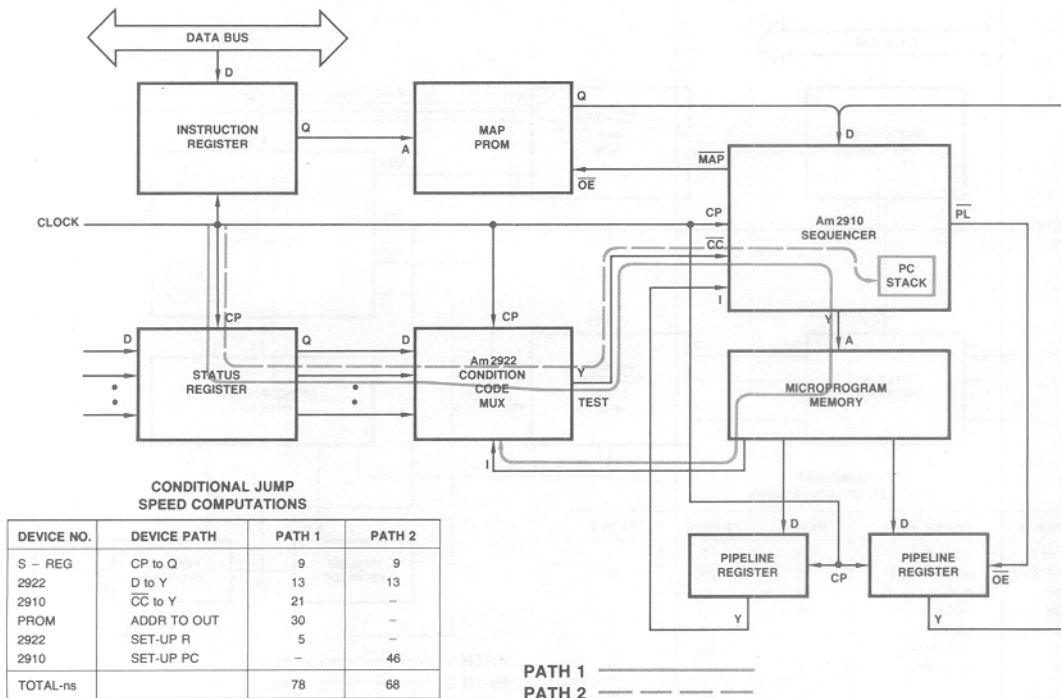 DATA BUS
D
INSTRUCTION
REGISTER
Q
A
MAP
PROM
Q
OE
MAP
D
Am2910
SEQUENCER
PL
CP
CC
I
PC
STACK
Y
CLOCK
CP
D
STATUS
REGISTER
Q
D
CP
Am2922
CONDITION
CODE
MUX
Y
TEST
I
A
MICROPROGRAM
MEMORY
D
D
PIPELINE
REGISTER
CP
PIPELINE
REGISTER
OE
Y
Y
CONDITIONAL JUMP
SPEED COMPUTATIONS
DEVICE NO. DEVICE PATH PATH 1 PATH 2
S – REG CP to Q 9 9
2922 D to Y 13 13
2910 CC to Y 21 –
PROM ADDR TO OUT 30 –
2922 SET-UP R 5 –
2910 SET-UP PC – 46
TOTAL-ns 78 68
PATH 1
PATH 2